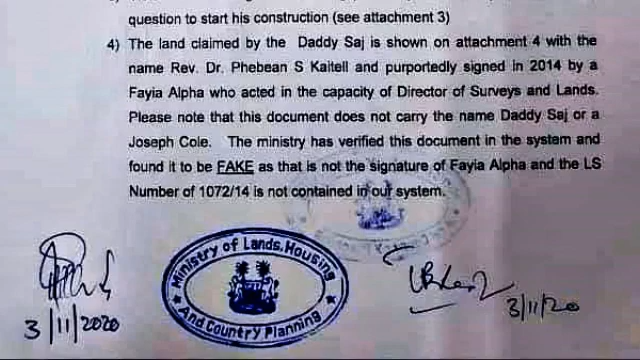 question to start his construction (see attachment 3)
4) The land claimed by the Daddy Saj is shown on attachment 4 with the
name Rev. Dr. Phebean S Kaitell and purportedly signed in 2014 by a
Fayia Alpha who acted in the capacity of Director of Surveys and Lands.
Please note that this document does not carry the name Daddy Saj or a
Joseph Cole. The ministry has verified this document in the system and
found it to be FAKE as that is not the signature of Fayia Alpha and the LS
Number of 1072/14 is not contained in our system.
Ministry of Lands, Housing
And Country Planning
3/11/2020
3/11/20